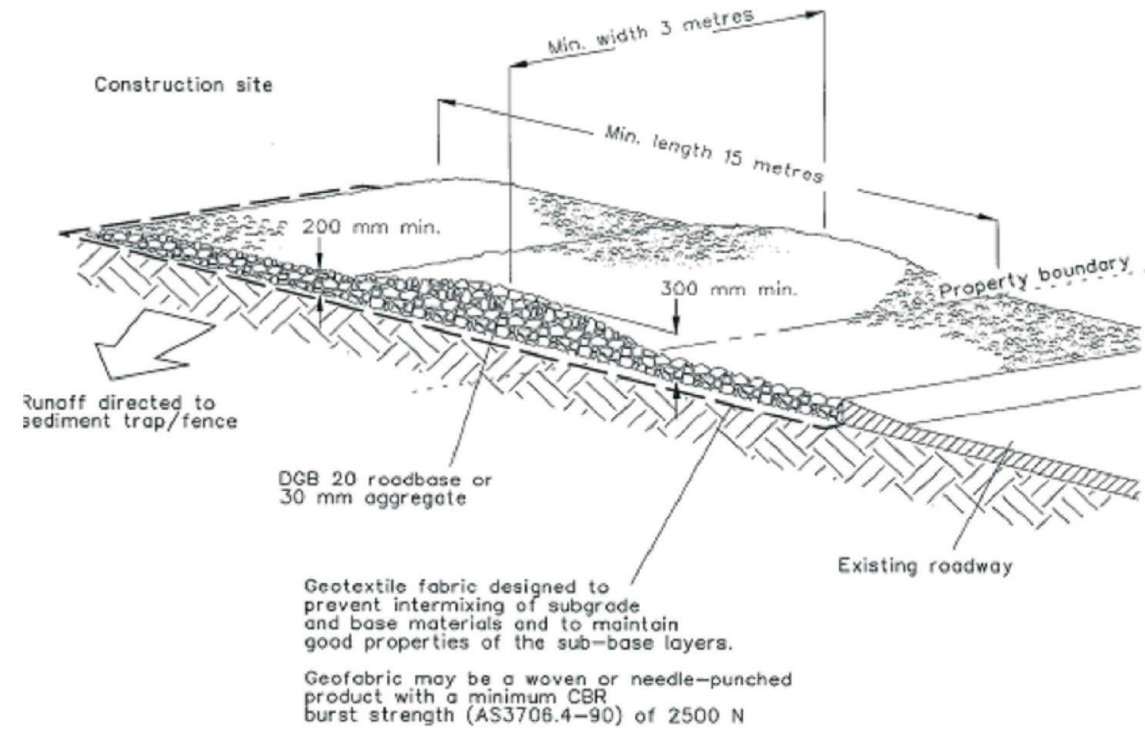 Min. width 3 metres
Construction site
Min. length 15 metres
200 mm min.
300 mm min.
Property boundary
Runoff directed to
sediment trap/fence
DGB 20 roadbase or
30 mm aggregate
Existing roadway
Geotextile fabric designed to
prevent intermixing of subgrade
and base materials and to maintain
good properties of the sub-base layers.
Geofabric may be a woven or needle-punched
product with a minimum CBR
burst strength (AS3706.4-90) of 2500 N